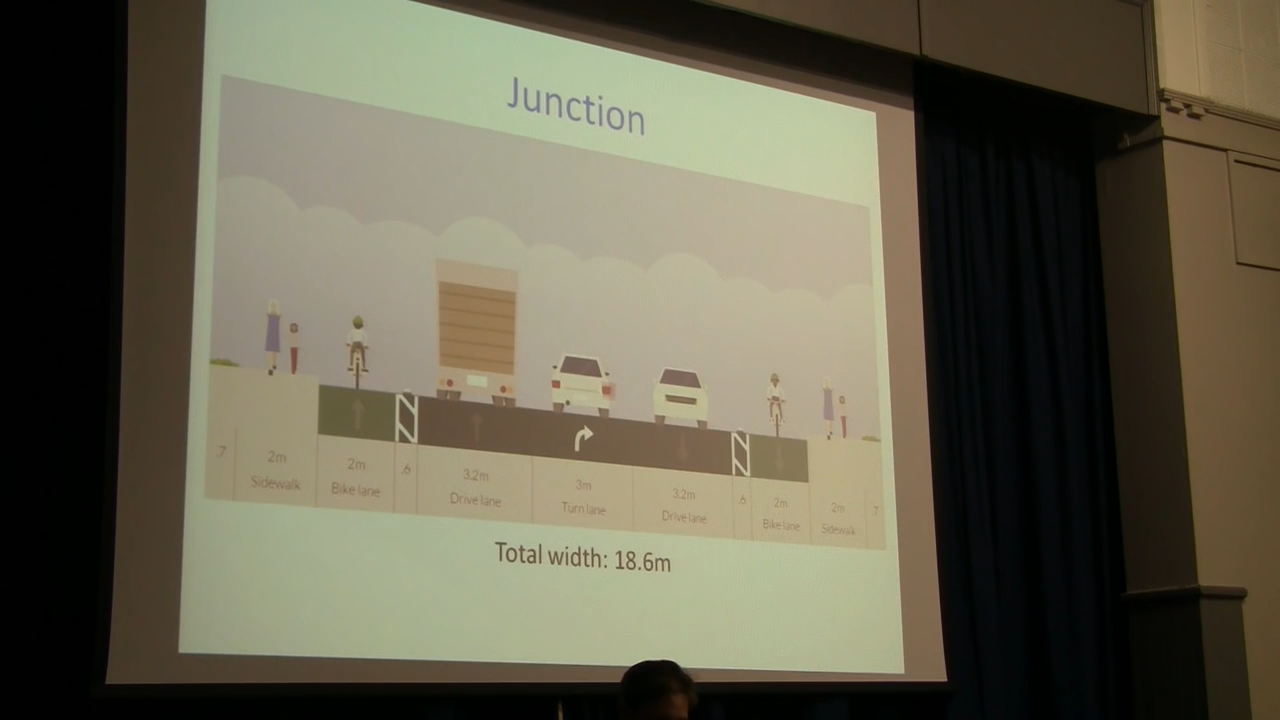 Junction
.7 2m 2m .6 3.2m 3m 3.2m .6 2m 2m .7
Sidewalk Bike lane Drive lane Turn lane Drive lane Bike lane Sidewalk
Total width: 18.6m